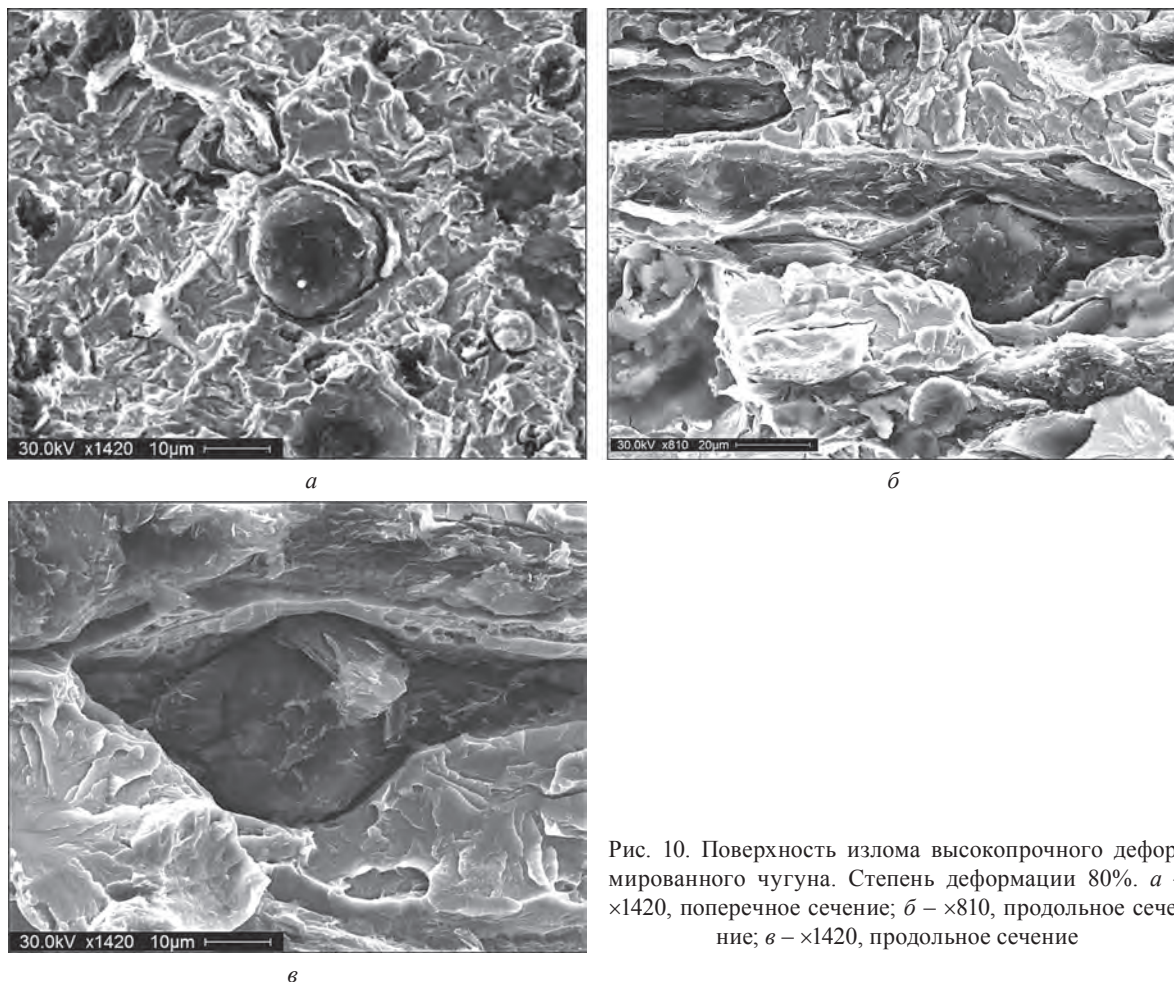 30.0kV x1420 10µm
а
30.0kV x810 20µm
б
30.0kV x1420 10µm
в
Рис. 10. Поверхность излома высокопрочного дефор-
мированного чугуна. Степень деформации 80%. а
×1420, поперечное сечение; б – ×810, продольное сече-
ние; в – ×1420, продольное сечение